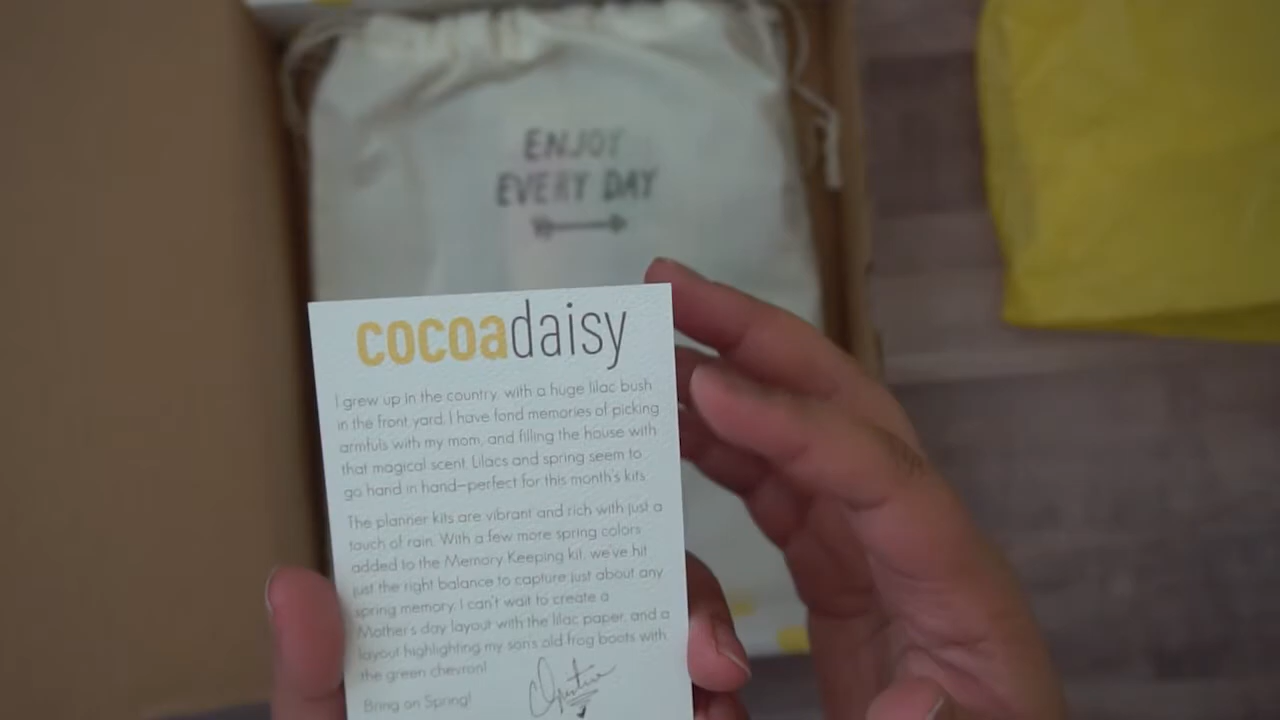 ENJOY
EVERY DAY
cocoadaisy
I grew up in the country, with a huge lilac bush
in the front yard. I have fond memories of picking
armfuls with my mom, and filling the house with
that magical scent. Lilacs and spring seem to
go hand in hand—perfect for this month's kits.
The planner kits are vibrant and rich with just a
touch of rain. With a few more spring colors
added to the Memory Keeping kit, we've hit
just the right balance to capture just about any
spring memory. I can't wait to create a
Mother's day layout with the lilac paper, and a
layout highlighting my son's old frog boots with
the green chevron!
Bring on Spring!